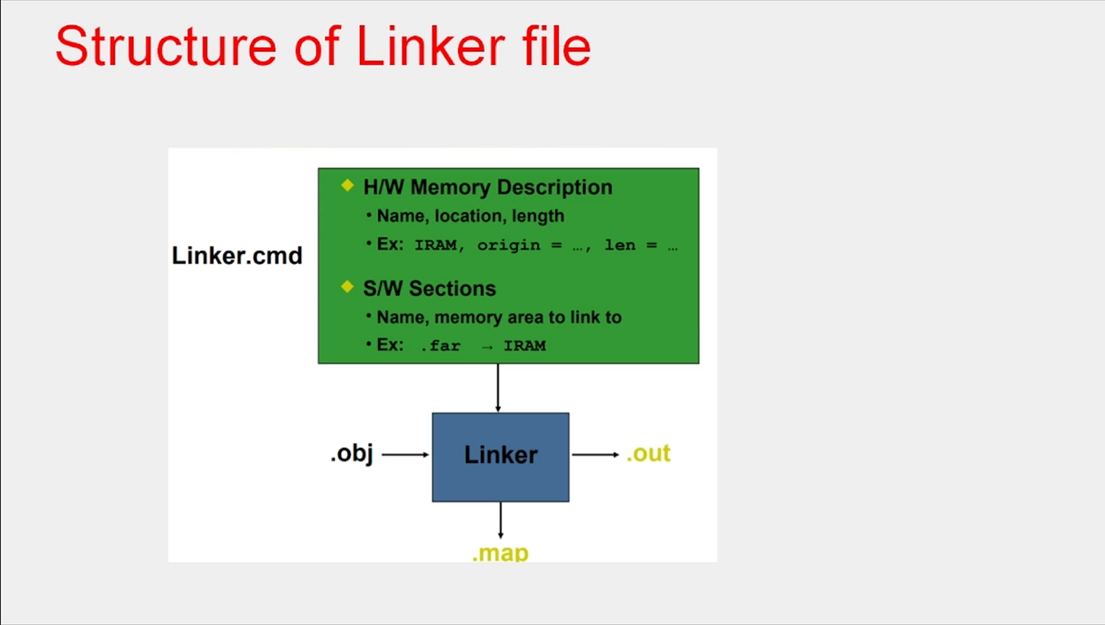 Structure of Linker file
H/W Memory Description
• Name, location, length
• Ex: IRAM, origin = …, len = …
Linker.cmd
S/W Sections
• Name, memory area to link to
• Ex: .far → IRAM
.obj
Linker
.out
.map